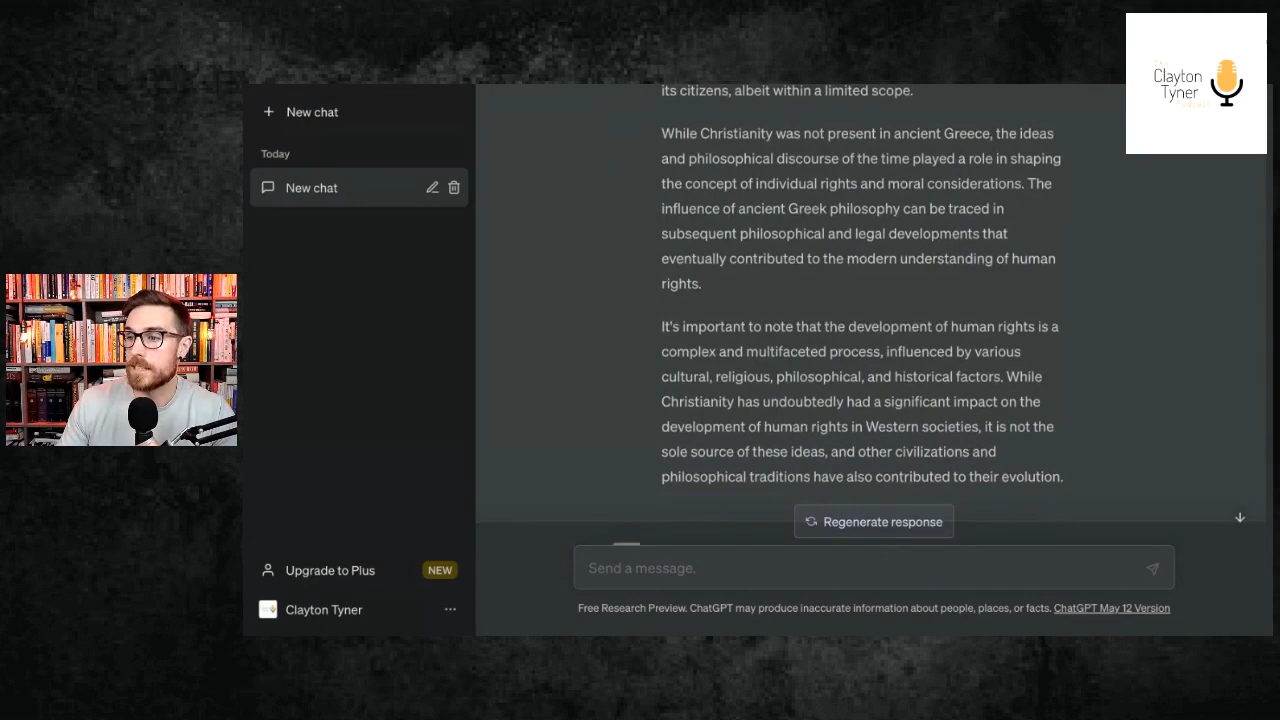 The
Clayton
Tyner
Podcast
New chat
Today
New chat
Upgrade to Plus
NEW
Clayton Tyner
its citizens, albeit within a limited scope.
While Christianity was not present in ancient Greece, the ideas
and philosophical discourse of the time played a role in shaping
the concept of individual rights and moral considerations. The
influence of ancient Greek philosophy can be traced in
subsequent philosophical and legal developments that
eventually contributed to the modern understanding of human
rights.
It's important to note that the development of human rights is a
complex and multifaceted process, influenced by various
cultural, religious, philosophical, and historical factors. While
Christianity has undoubtedly had a significant impact on the
development of human rights in Western societies, it is not the
sole source of these ideas, and other civilizations and
philosophical traditions have also contributed to their evolution.
Regenerate response
Send a message.
Free Research Preview. ChatGPT may produce inaccurate information about people, places, or facts. ChatGPT May 12 Version